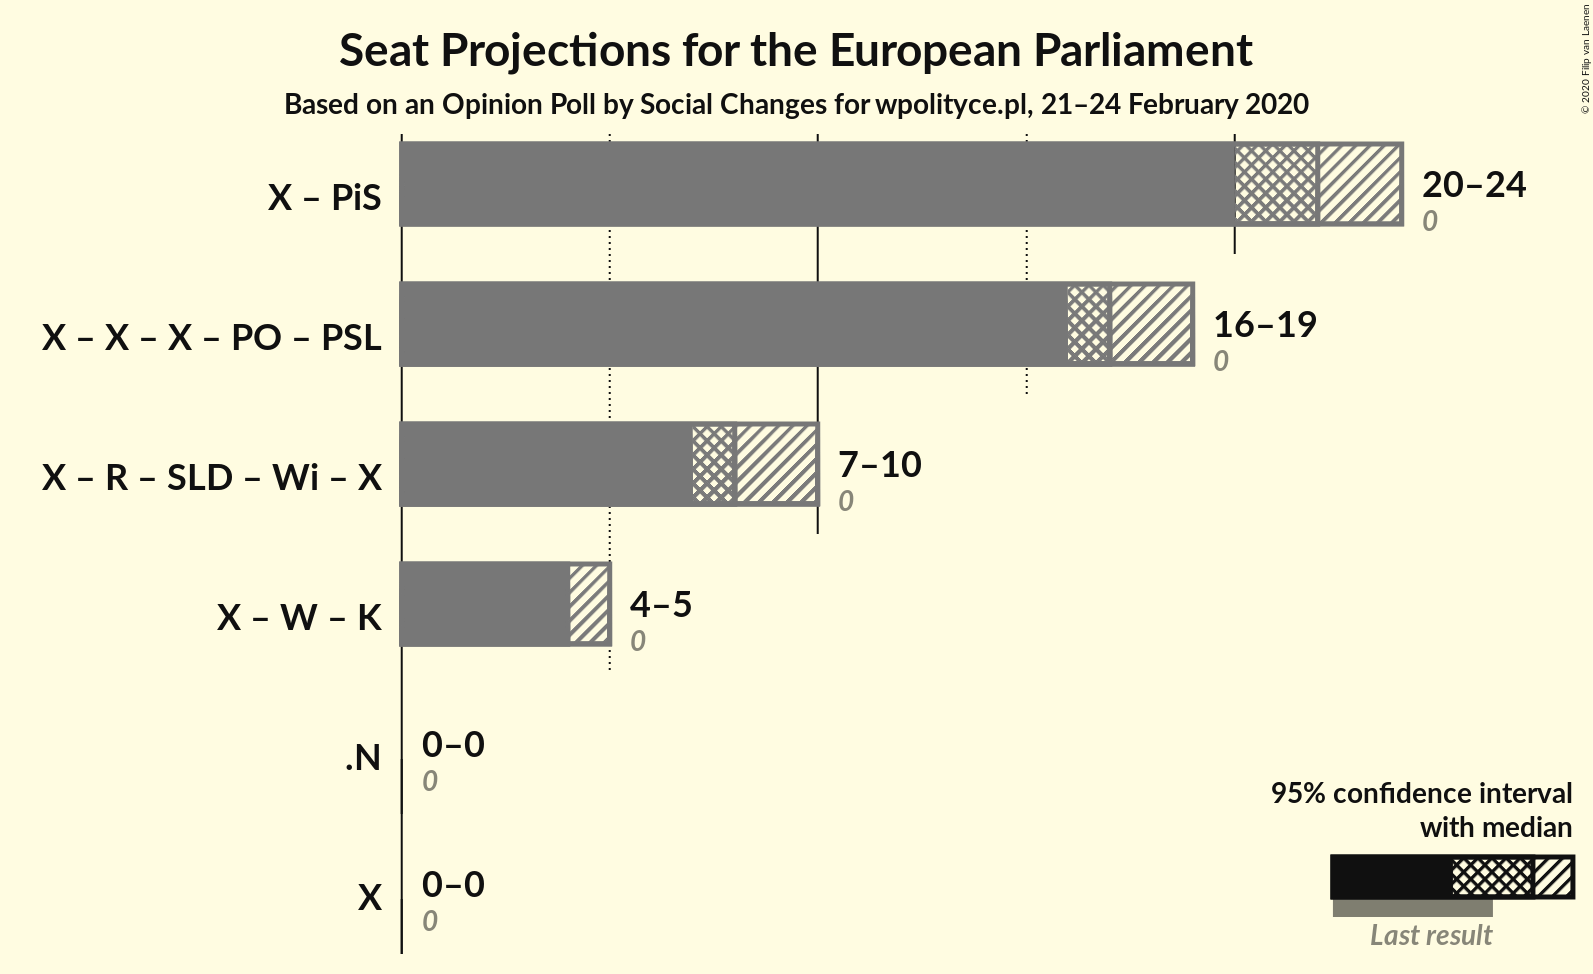 Seat Projections for the European Parliament
Based on an Opinion Poll by Social Changes for wpolityce.pl, 21–24 February 2020
© 2020 Filip van Laenen
X – PiS
20–24
0
X – X – X – PO – PSL
16–19
0
X – R – SLD – Wi – X
7–10
0
X – W – K
4–5
0
.N
0–0
0
X
0–0
0
95% confidence interval
with median
Last result